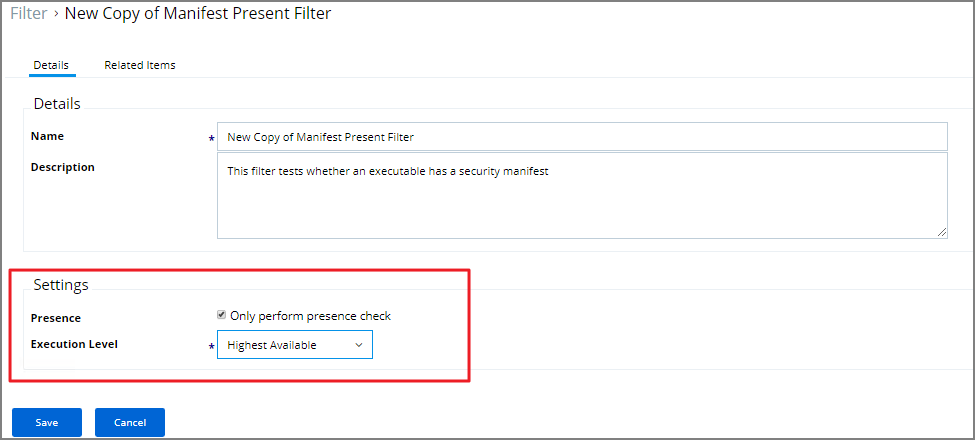 Filter › New Copy of Manifest Present Filter
Details Related Items
Details
Name * New Copy of Manifest Present Filter
Description This filter tests whether an executable has a security manifest
Settings
Presence Only perform presence check
Execution Level * Highest Available
Save Cancel